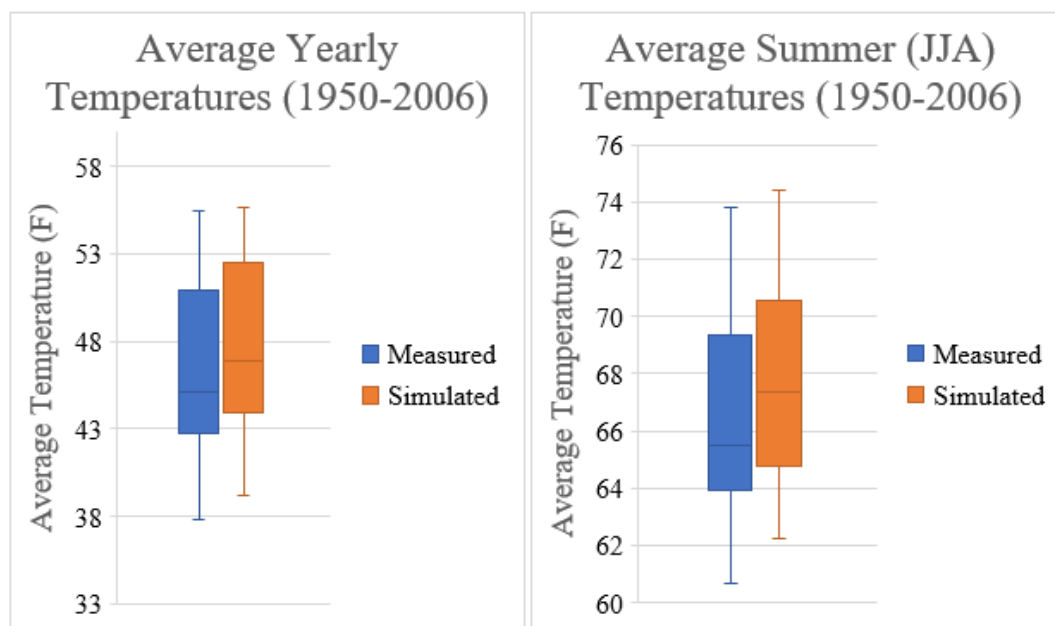 Average Yearly
Temperatures (1950-2006)
58
53
48
43
38
33
Average Temperature (F)
Measured
Simulated
Average Summer (JJA)
Temperatures (1950-2006)
76
74
72
70
68
66
64
62
60
Average Temperature (F)
Measured
Simulated